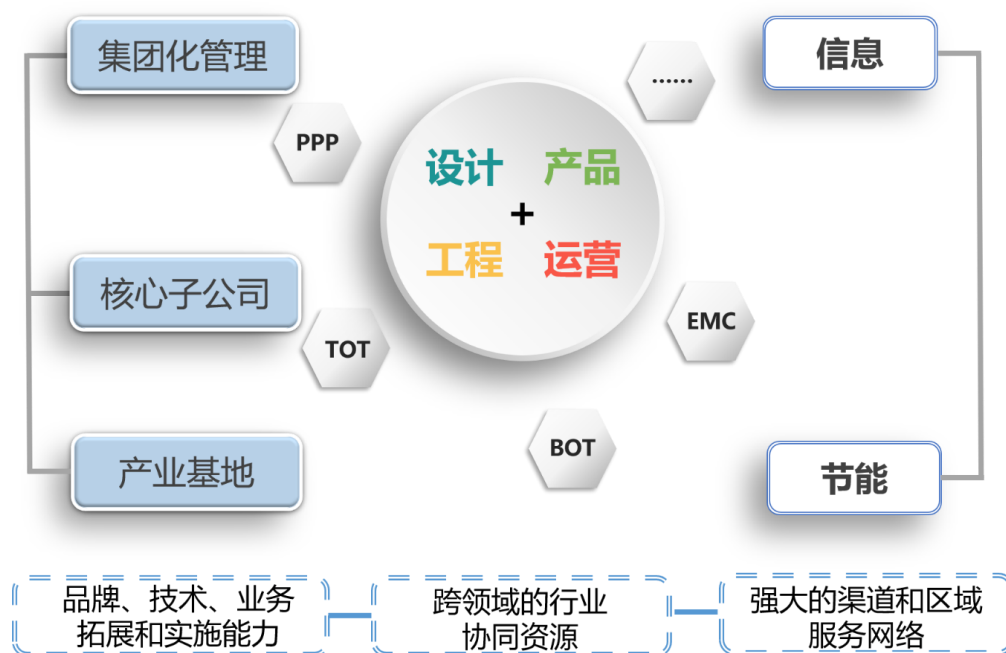 集团化管理
信息
......
PPP
设计 产品
+
工程 运营
核心子公司
EMC
TOT
BOT
产业基地
节能
品牌、技术、业务
拓展和实施能力
跨领域的行业
协同资源
强大的渠道和区域
服务网络